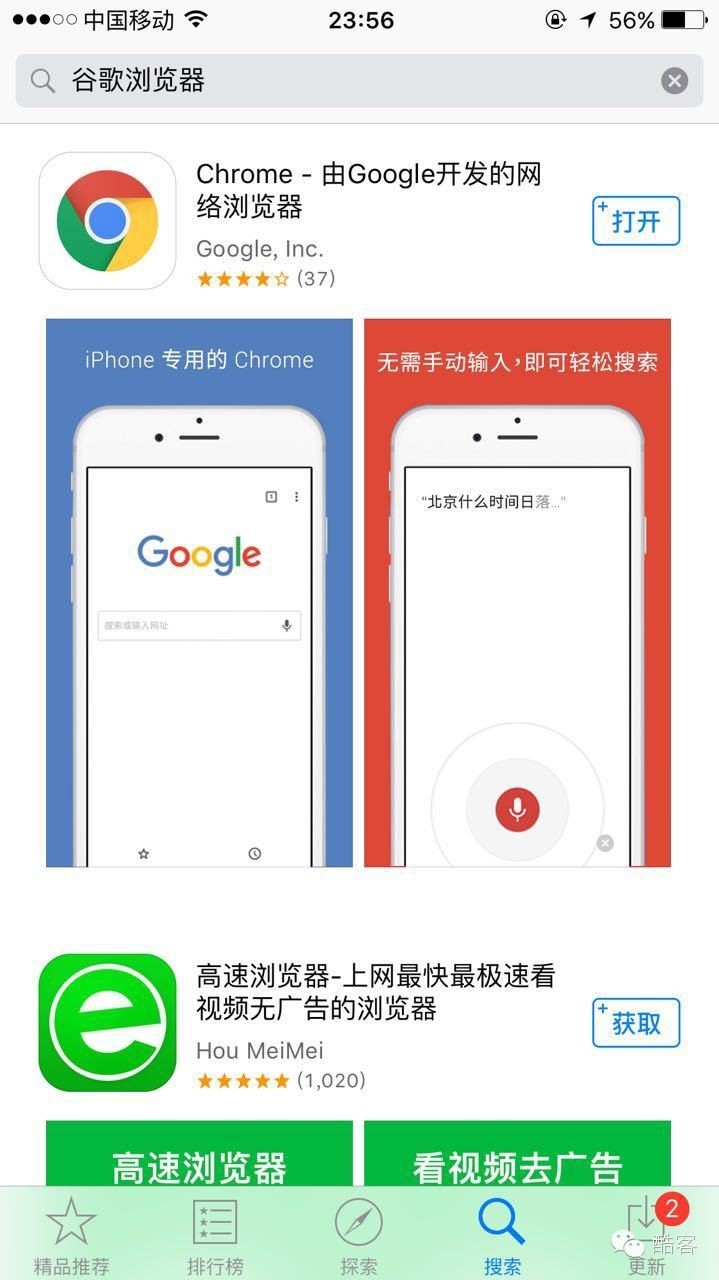 中国移动 23:56 56%
谷歌浏览器
Chrome - 由Google开发的网
络浏览器
Google, Inc.
(37)
+打开
iPhone 专用的 Chrome
1
Google
搜索或输入网址
无需手动输入，即可轻松搜索
“北京什么时间日落...”
高速浏览器-上网最快最极速看
视频无广告的浏览器
Hou MeiMei
(1,020)
+获取
高速浏览器
看视频去广告
精品推荐
排行榜
探索
搜索
2
更新
酷客